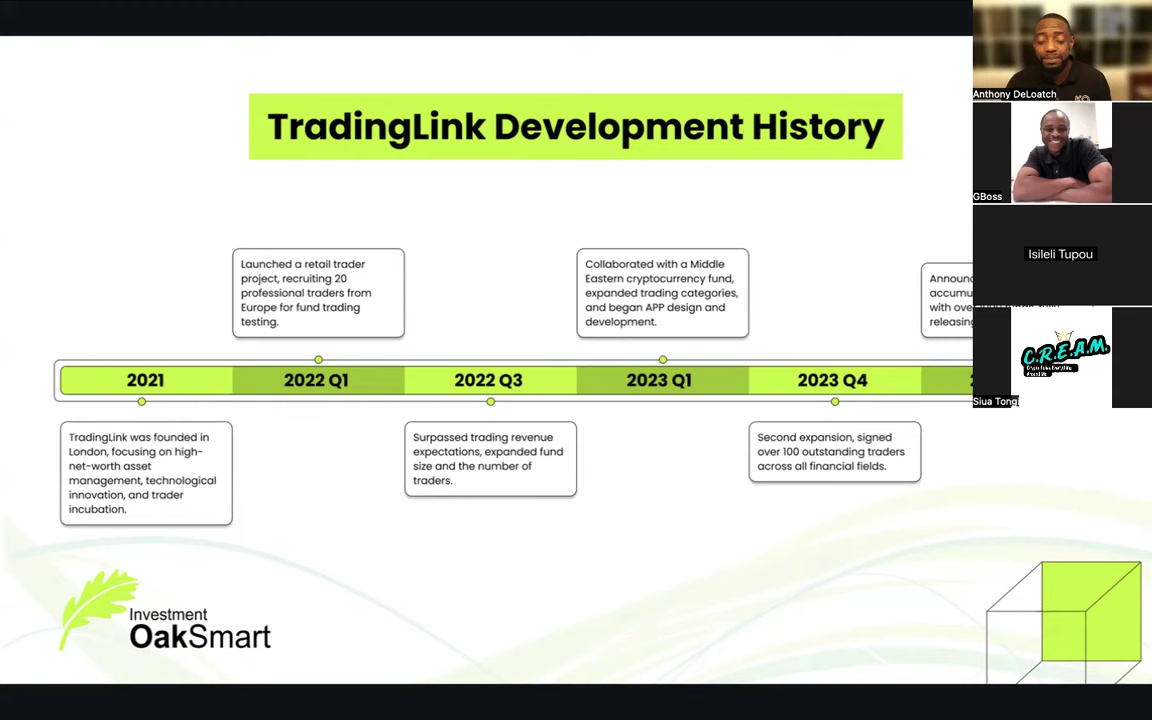 TradingLink Development History
Launched a retail trader
project, recruiting 20
professional traders from
Europe for fund trading
testing.
Collaborated with a Middle
Eastern cryptocurrency fund,
expanded trading categories,
and began APP design and
development.
Announ
accumu
with ove
releasing
2021
2022 Q1
2022 Q3
2023 Q1
2023 Q4
2
TradingLink was founded in
London, focusing on high-
net-worth asset
management, technological
innovation, and trader
incubation.
Surpassed trading revenue
expectations, expanded fund
size and the number of
traders.
Second expansion, signed
over 100 outstanding traders
across all financial fields.
Investment
OakSmart
Anthony DeLoatch
GBoss
Isileli Tupou
C.R.E.A.M.
Siua Tong